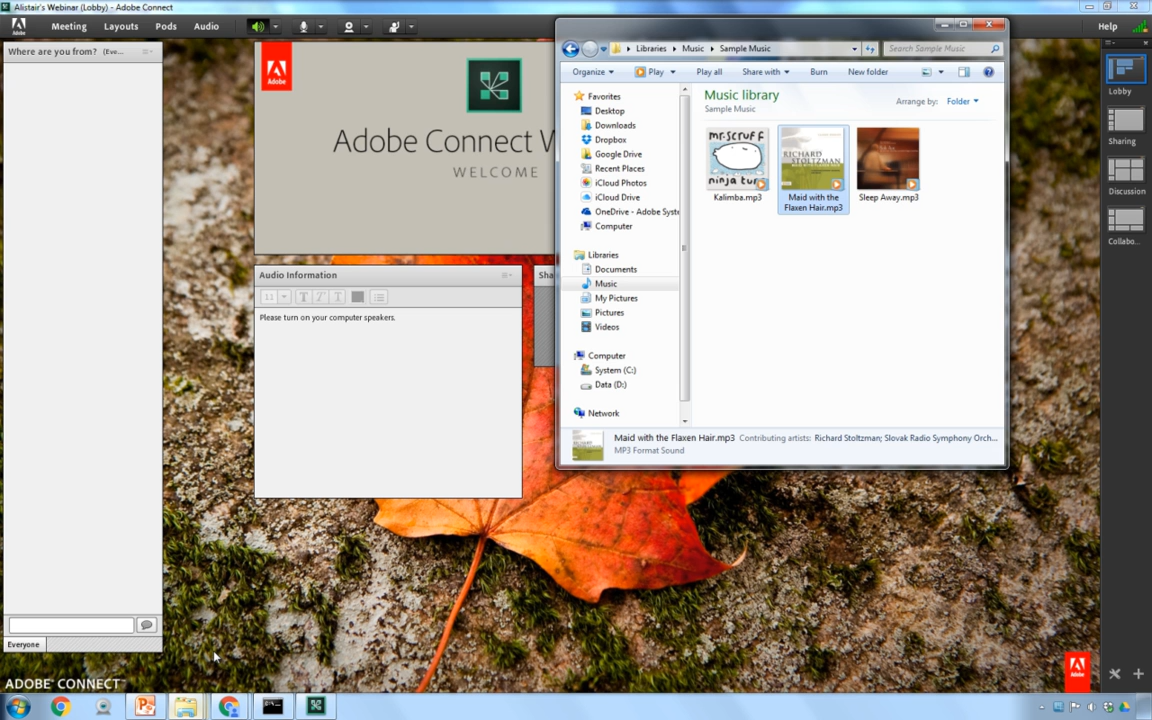 Alistair's Webinar (Lobby) - Adobe Connect
Adobe
Meeting Layouts Pods Audio
Help
Where are you from? (Eve...
Everyone
ADOBE® CONNECT™
Adobe
Adobe Connect W
WELCOME
Audio Information
11 T T T
Please turn on your computer speakers.
Sha
Libraries Music Sample Music
Search Sample Music
Organize Play Play all Share with Burn New folder
Favorites
Desktop
Downloads
Dropbox
Google Drive
Recent Places
iCloud Photos
iCloud Drive
OneDrive - Adobe Syste
Computer
Libraries
Documents
Music
My Pictures
Pictures
Videos
Computer
System (C:)
Data (D:)
Network
Music library
Sample Music
Arrange by: Folder
mr.scruff
ninja tun
Kalimba.mp3
RICHARD
STOLTZMAN
Maid with the
Flaxen Hair.mp3
Sleep Away.mp3
Maid with the Flaxen Hair.mp3 Contributing artists: Richard Stoltzman; Slovak Radio Symphony Orch...
MP3 Format Sound
Lobby
Sharing
Discussion
Collabo...
Adobe